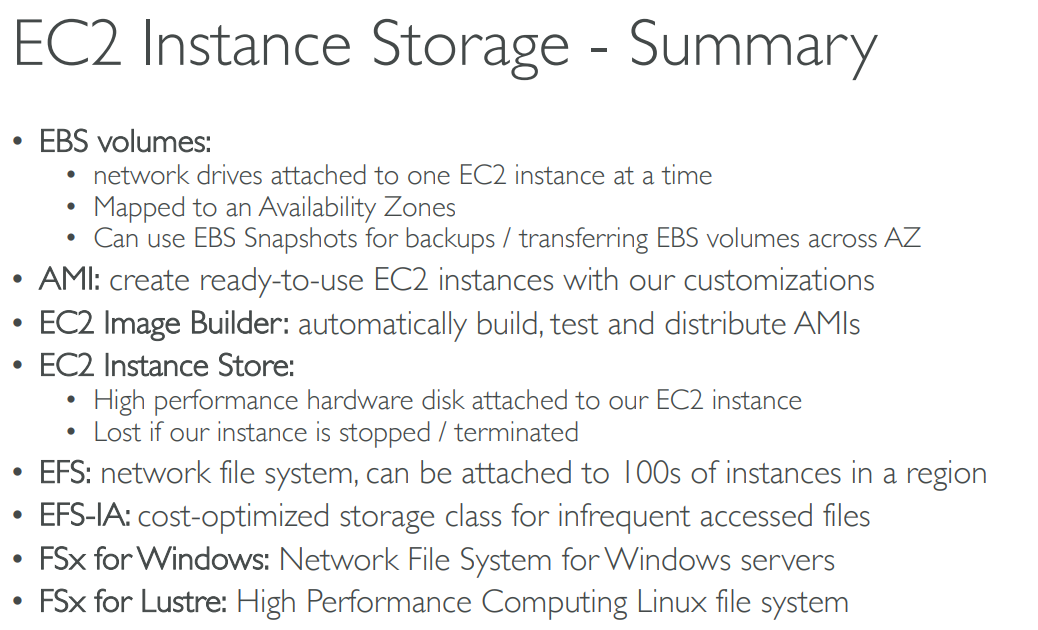 EC2 Instance Storage - Summary
• EBS volumes:
• network drives attached to one EC2 instance at a time
• Mapped to an Availability Zones
• Can use EBS Snapshots for backups / transferring EBS volumes across AZ
• AMI: create ready-to-use EC2 instances with our customizations
• EC2 Image Builder: automatically build, test and distribute AMIs
• EC2 Instance Store:
• High performance hardware disk attached to our EC2 instance
• Lost if our instance is stopped / terminated
• EFS: network file system, can be attached to 100s of instances in a region
• EFS-IA: cost-optimized storage class for infrequent accessed files
• FSx for Windows: Network File System for Windows servers
• FSx for Lustre: High Performance Computing Linux file system